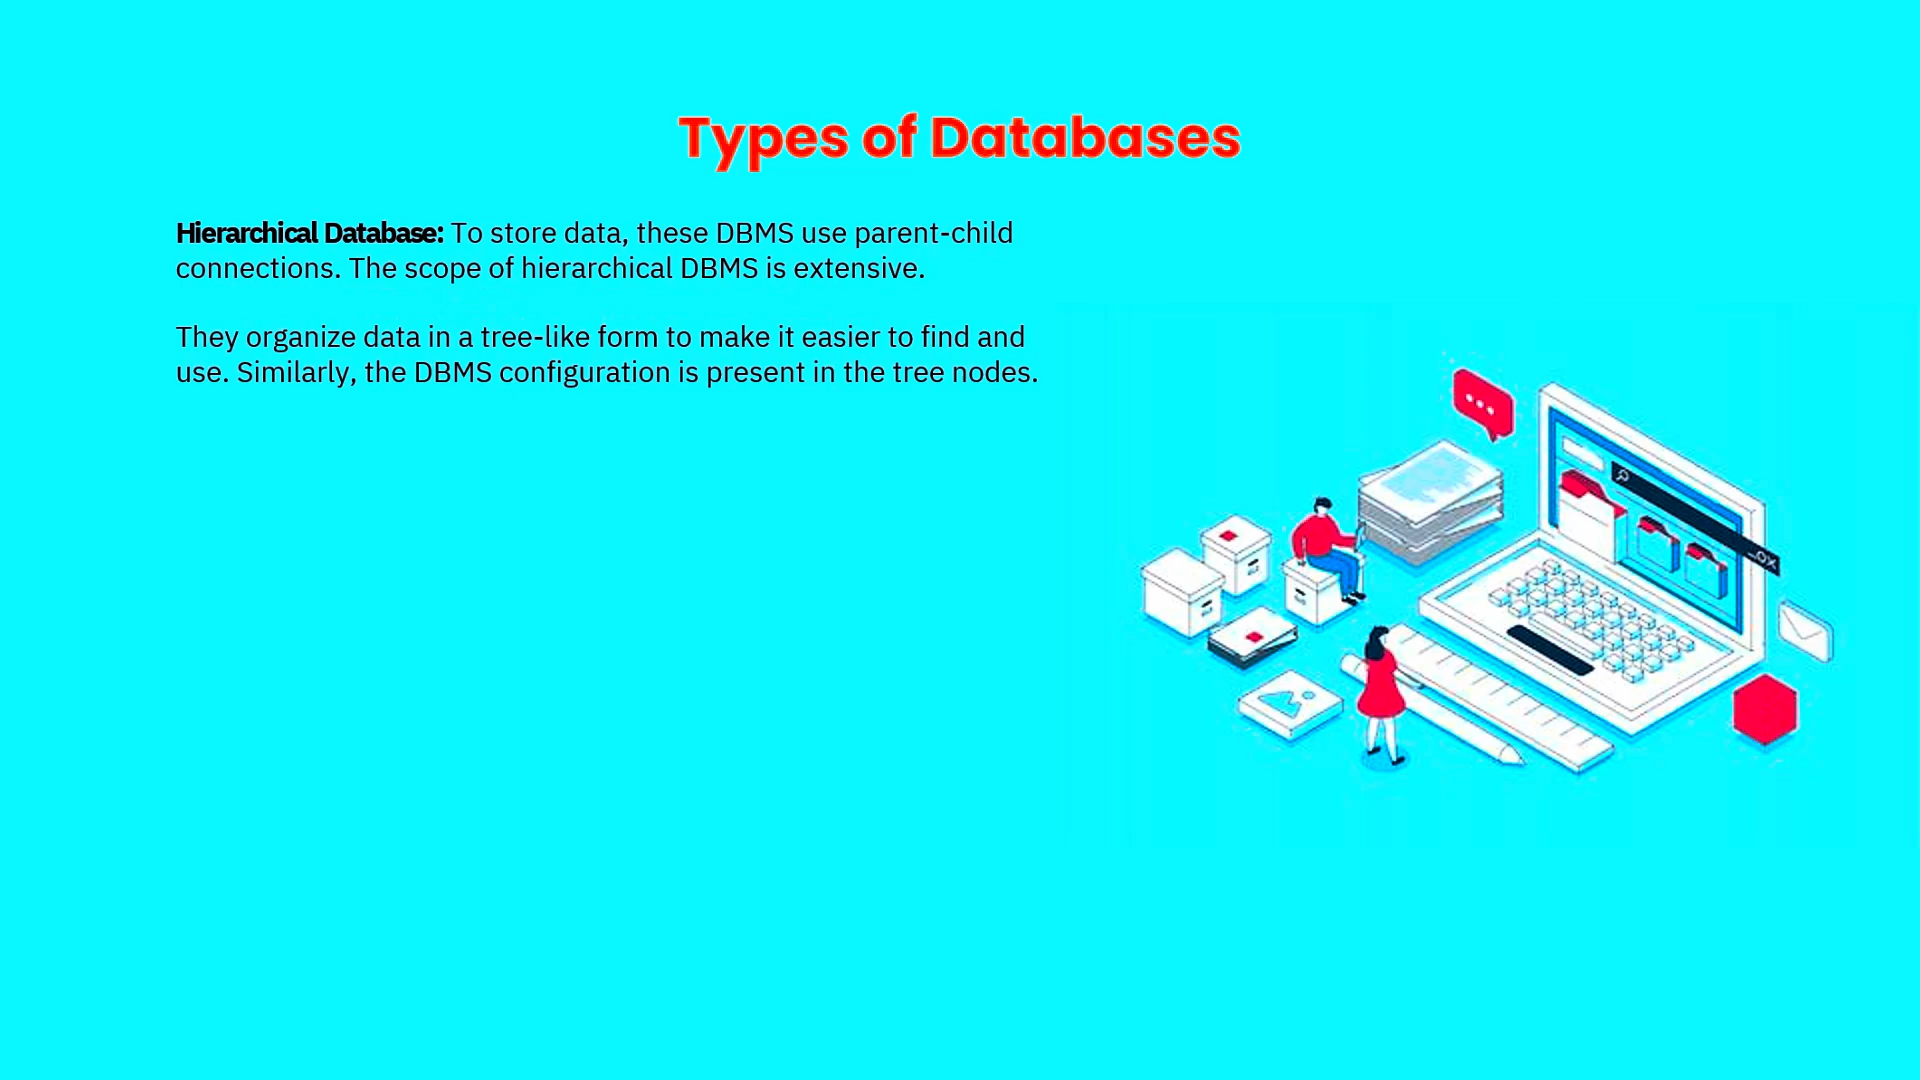 Types of Databases
Hierarchical Database: To store data, these DBMS use parent-child
connections. The scope of hierarchical DBMS is extensive.
They organize data in a tree-like form to make it easier to find and
use. Similarly, the DBMS configuration is present in the tree nodes.